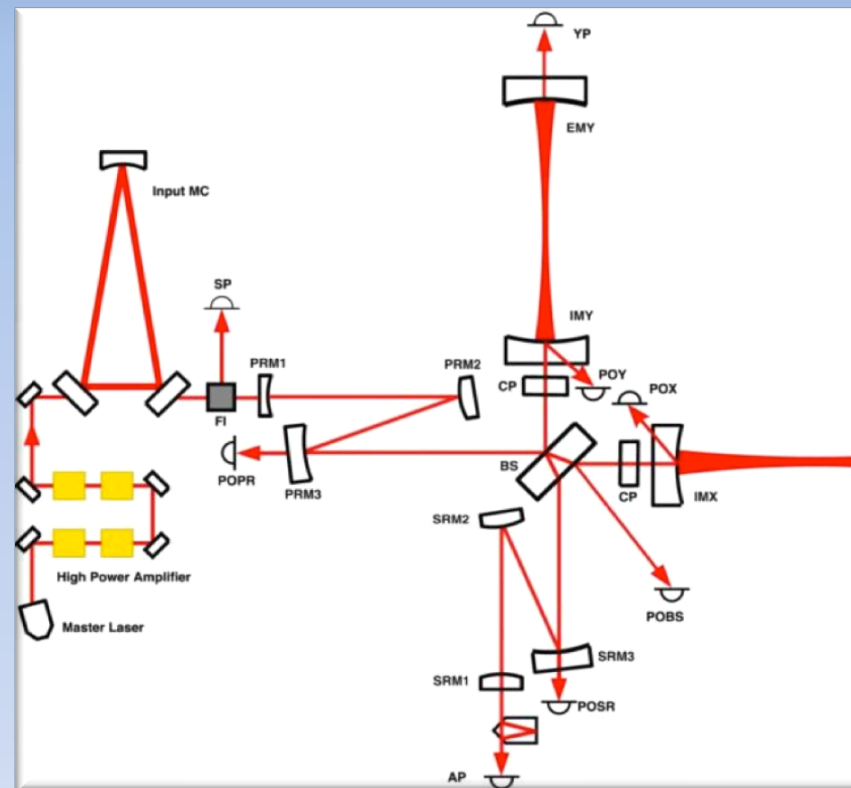 YP
EMY
Input MC
SP
IMY
PRM1
PRM2
POY
POX
CP
FI
POPR
PRM3
BS
CP
IMX
SRM2
High Power Amplifier
POBS
Master Laser
SRM3
SRM1
POSR
AP